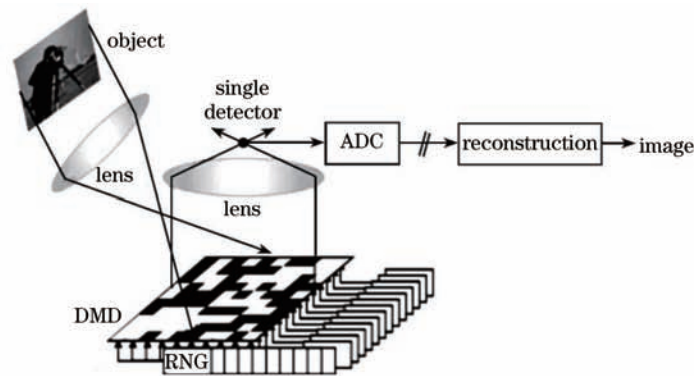 object
single
detector
ADC
reconstruction
image
lens
lens
DMD
RNG